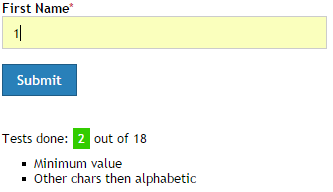 First Name*
1
Submit
Tests done: 2 out of 18
Minimum value
Other chars then alphabetic